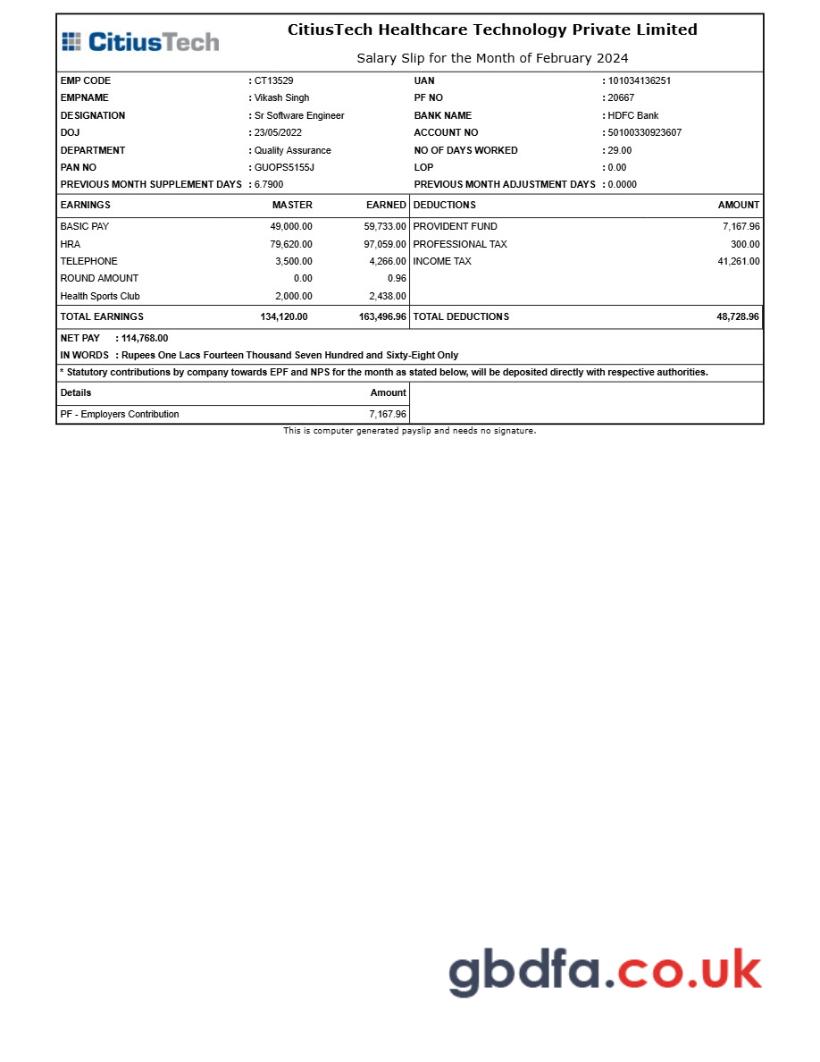 CitiusTech
CitiusTech Healthcare Technology Private Limited
Salary Slip for the Month of February 2024
EMP CODE : CT13529 UAN : 101034136251
EMPNAME : Vikash Singh PF NO : 20667
DESIGNATION : Sr Software Engineer BANK NAME : HDFC Bank
DOJ : 23/05/2022 ACCOUNT NO : 50100330923607
DEPARTMENT : Quality Assurance NO OF DAYS WORKED : 29.00
PAN NO : GUOPS5155J LOP : 0.00
PREVIOUS MONTH SUPPLEMENT DAYS : 6.7900 PREVIOUS MONTH ADJUSTMENT DAYS : 0.0000
EARNINGS MASTER EARNED DEDUCTIONS AMOUNT
BASIC PAY 49,000.00 59,733.00 PROVIDENT FUND 7,167.96
HRA 79,620.00 97,059.00 PROFESSIONAL TAX 300.00
TELEPHONE 3,500.00 4,266.00 INCOME TAX 41,261.00
ROUND AMOUNT 0.00 0.96
Health Sports Club 2,000.00 2,438.00
TOTAL EARNINGS 134,120.00 163,496.96 TOTAL DEDUCTIONS 48,728.96
NET PAY : 114,768.00
IN WORDS : Rupees One Lacs Fourteen Thousand Seven Hundred and Sixty-Eight Only
* Statutory contributions by company towards EPF and NPS for the month as stated below, will be deposited directly with respective authorities.
Details Amount
PF - Employers Contribution 7,167.96
This is computer generated payslip and needs no signature.
gbdfa.co.uk